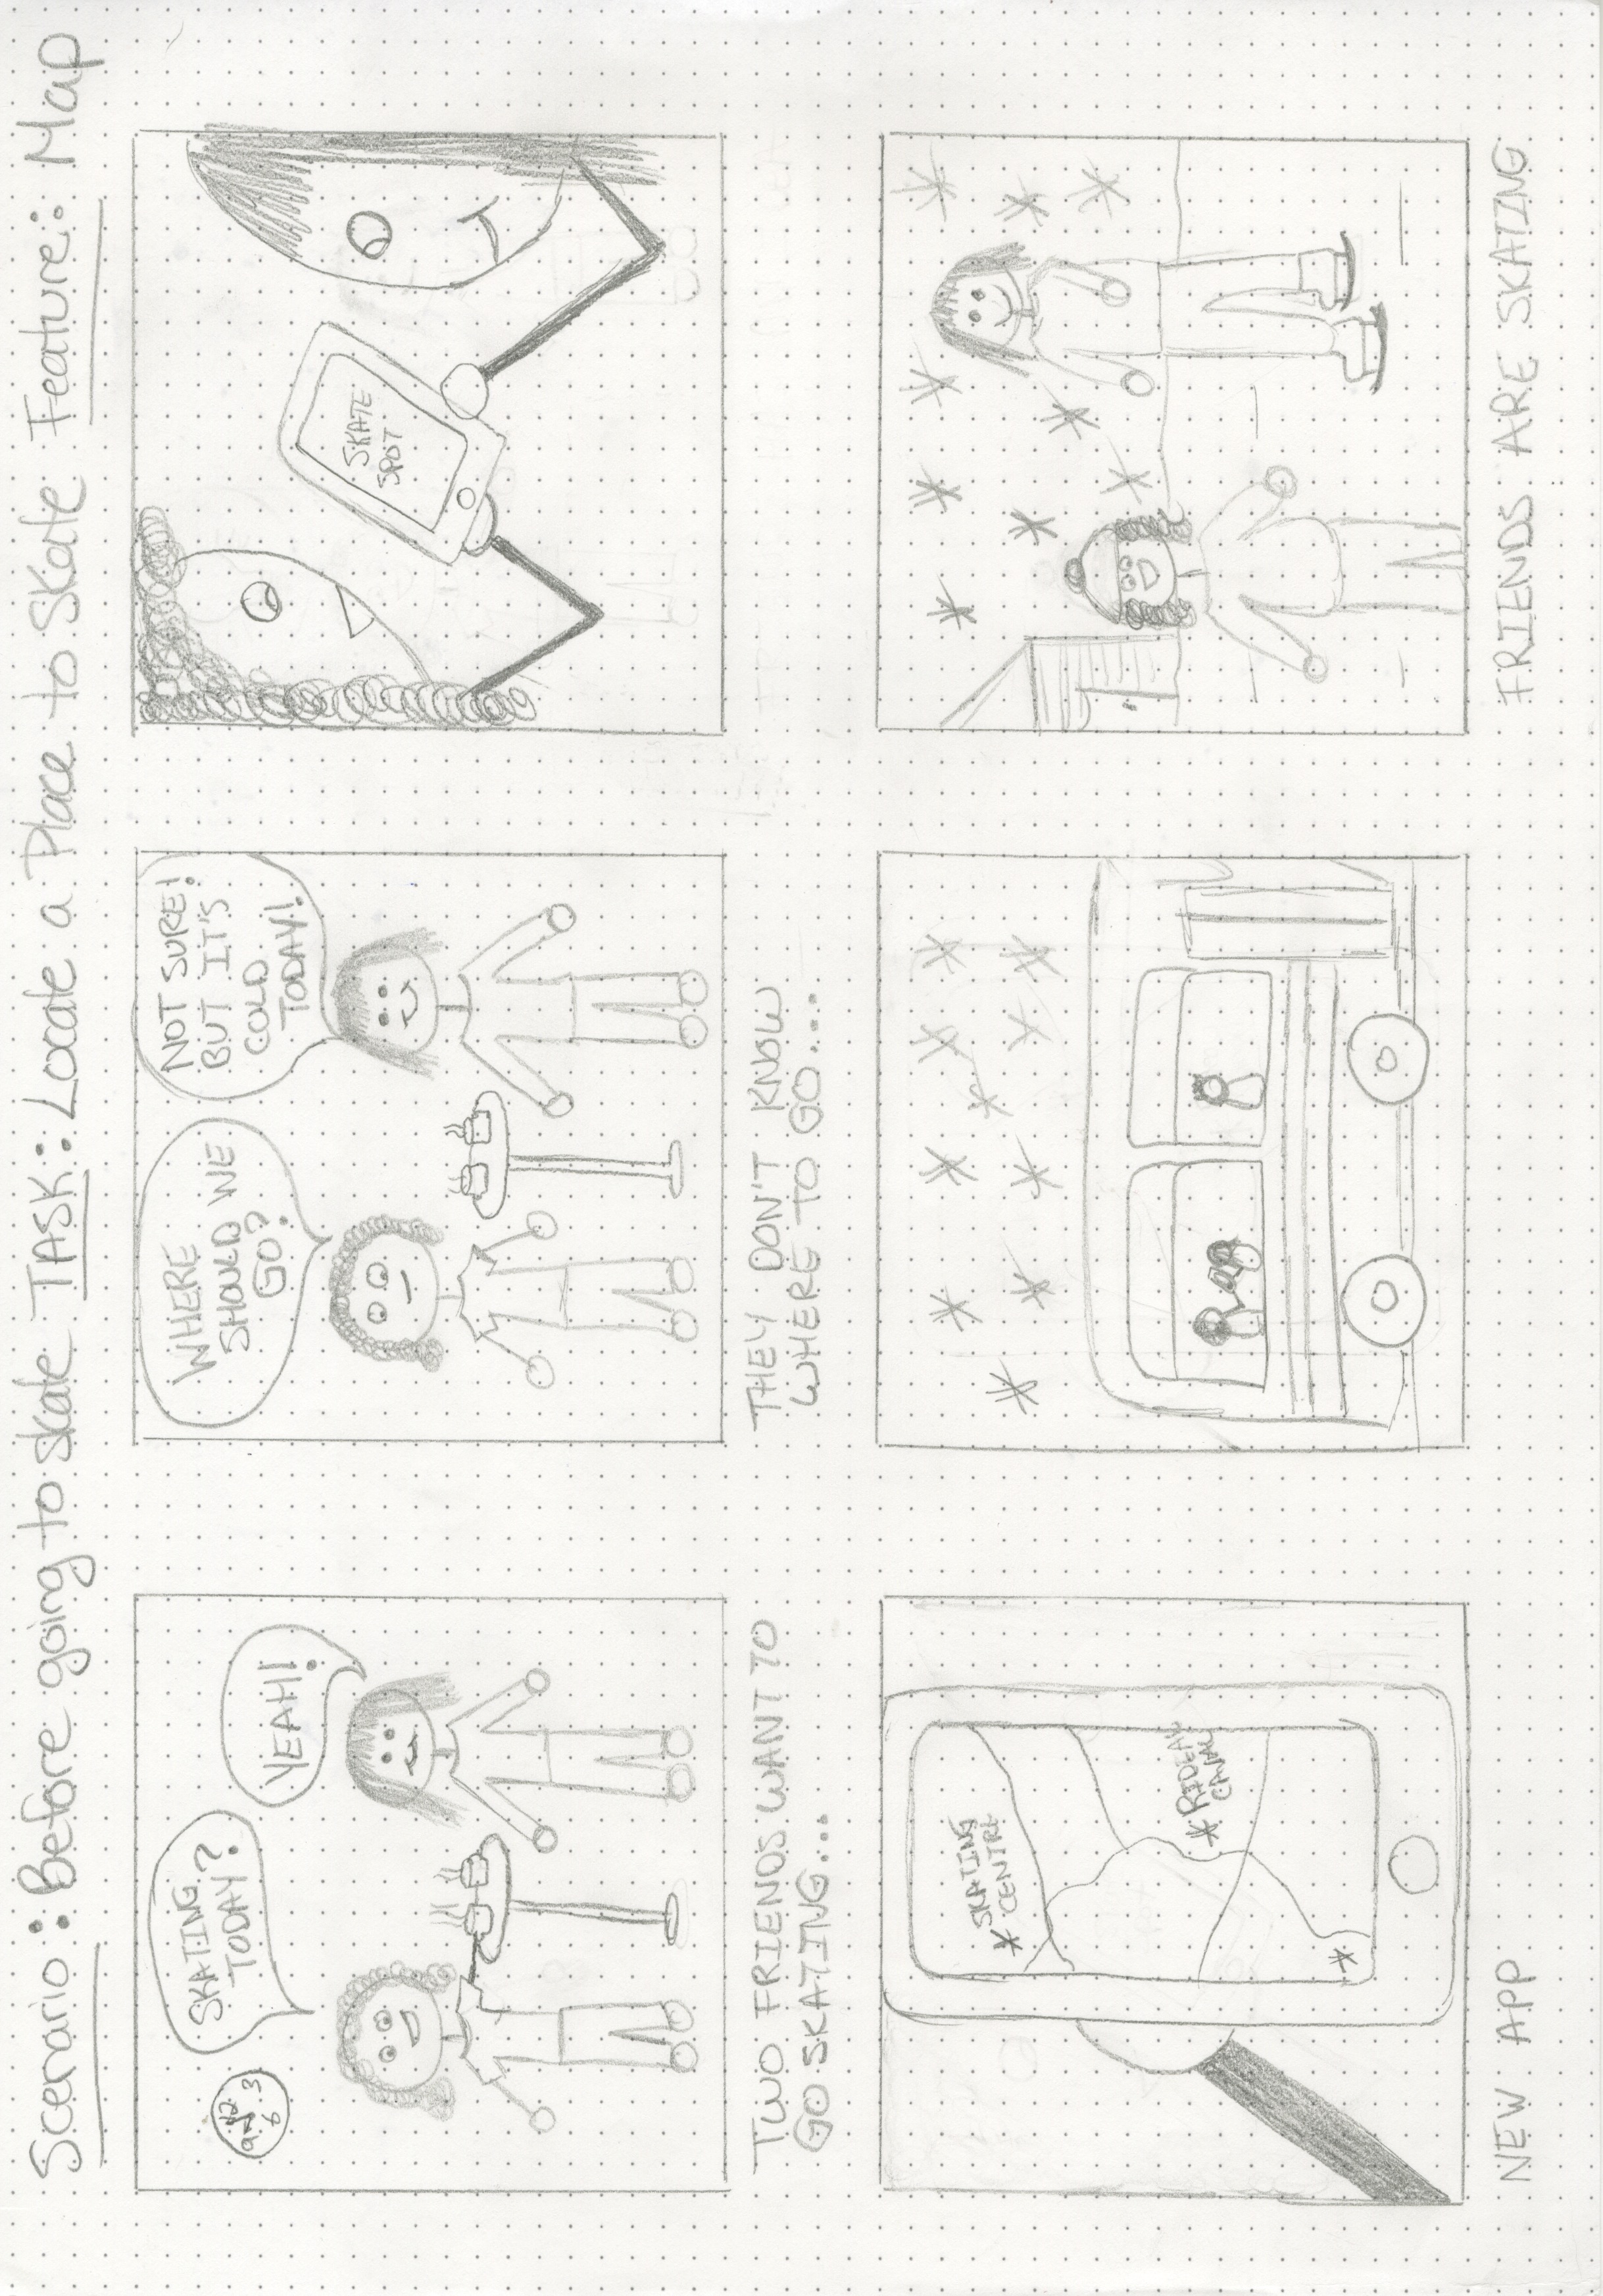 Scenario: Before going to skate TASK: Locate a Place to Skate Feature: Map
SKATING
TODAY?
YEAH!
12
9 3
6
TWO FRIENDS WANT TO
GO SKATING...
WHERE
SHOULD WE
GO?
NOT SURE!
BUT IT'S
COLD
TODAY!
THEY DON'T KNOW
WHERE TO GO...
SKATE
SPOT
* SKATING
CENTRE
* RIDEAU
CANAL
*
NEW APP
FRIENDS ARE SKATING